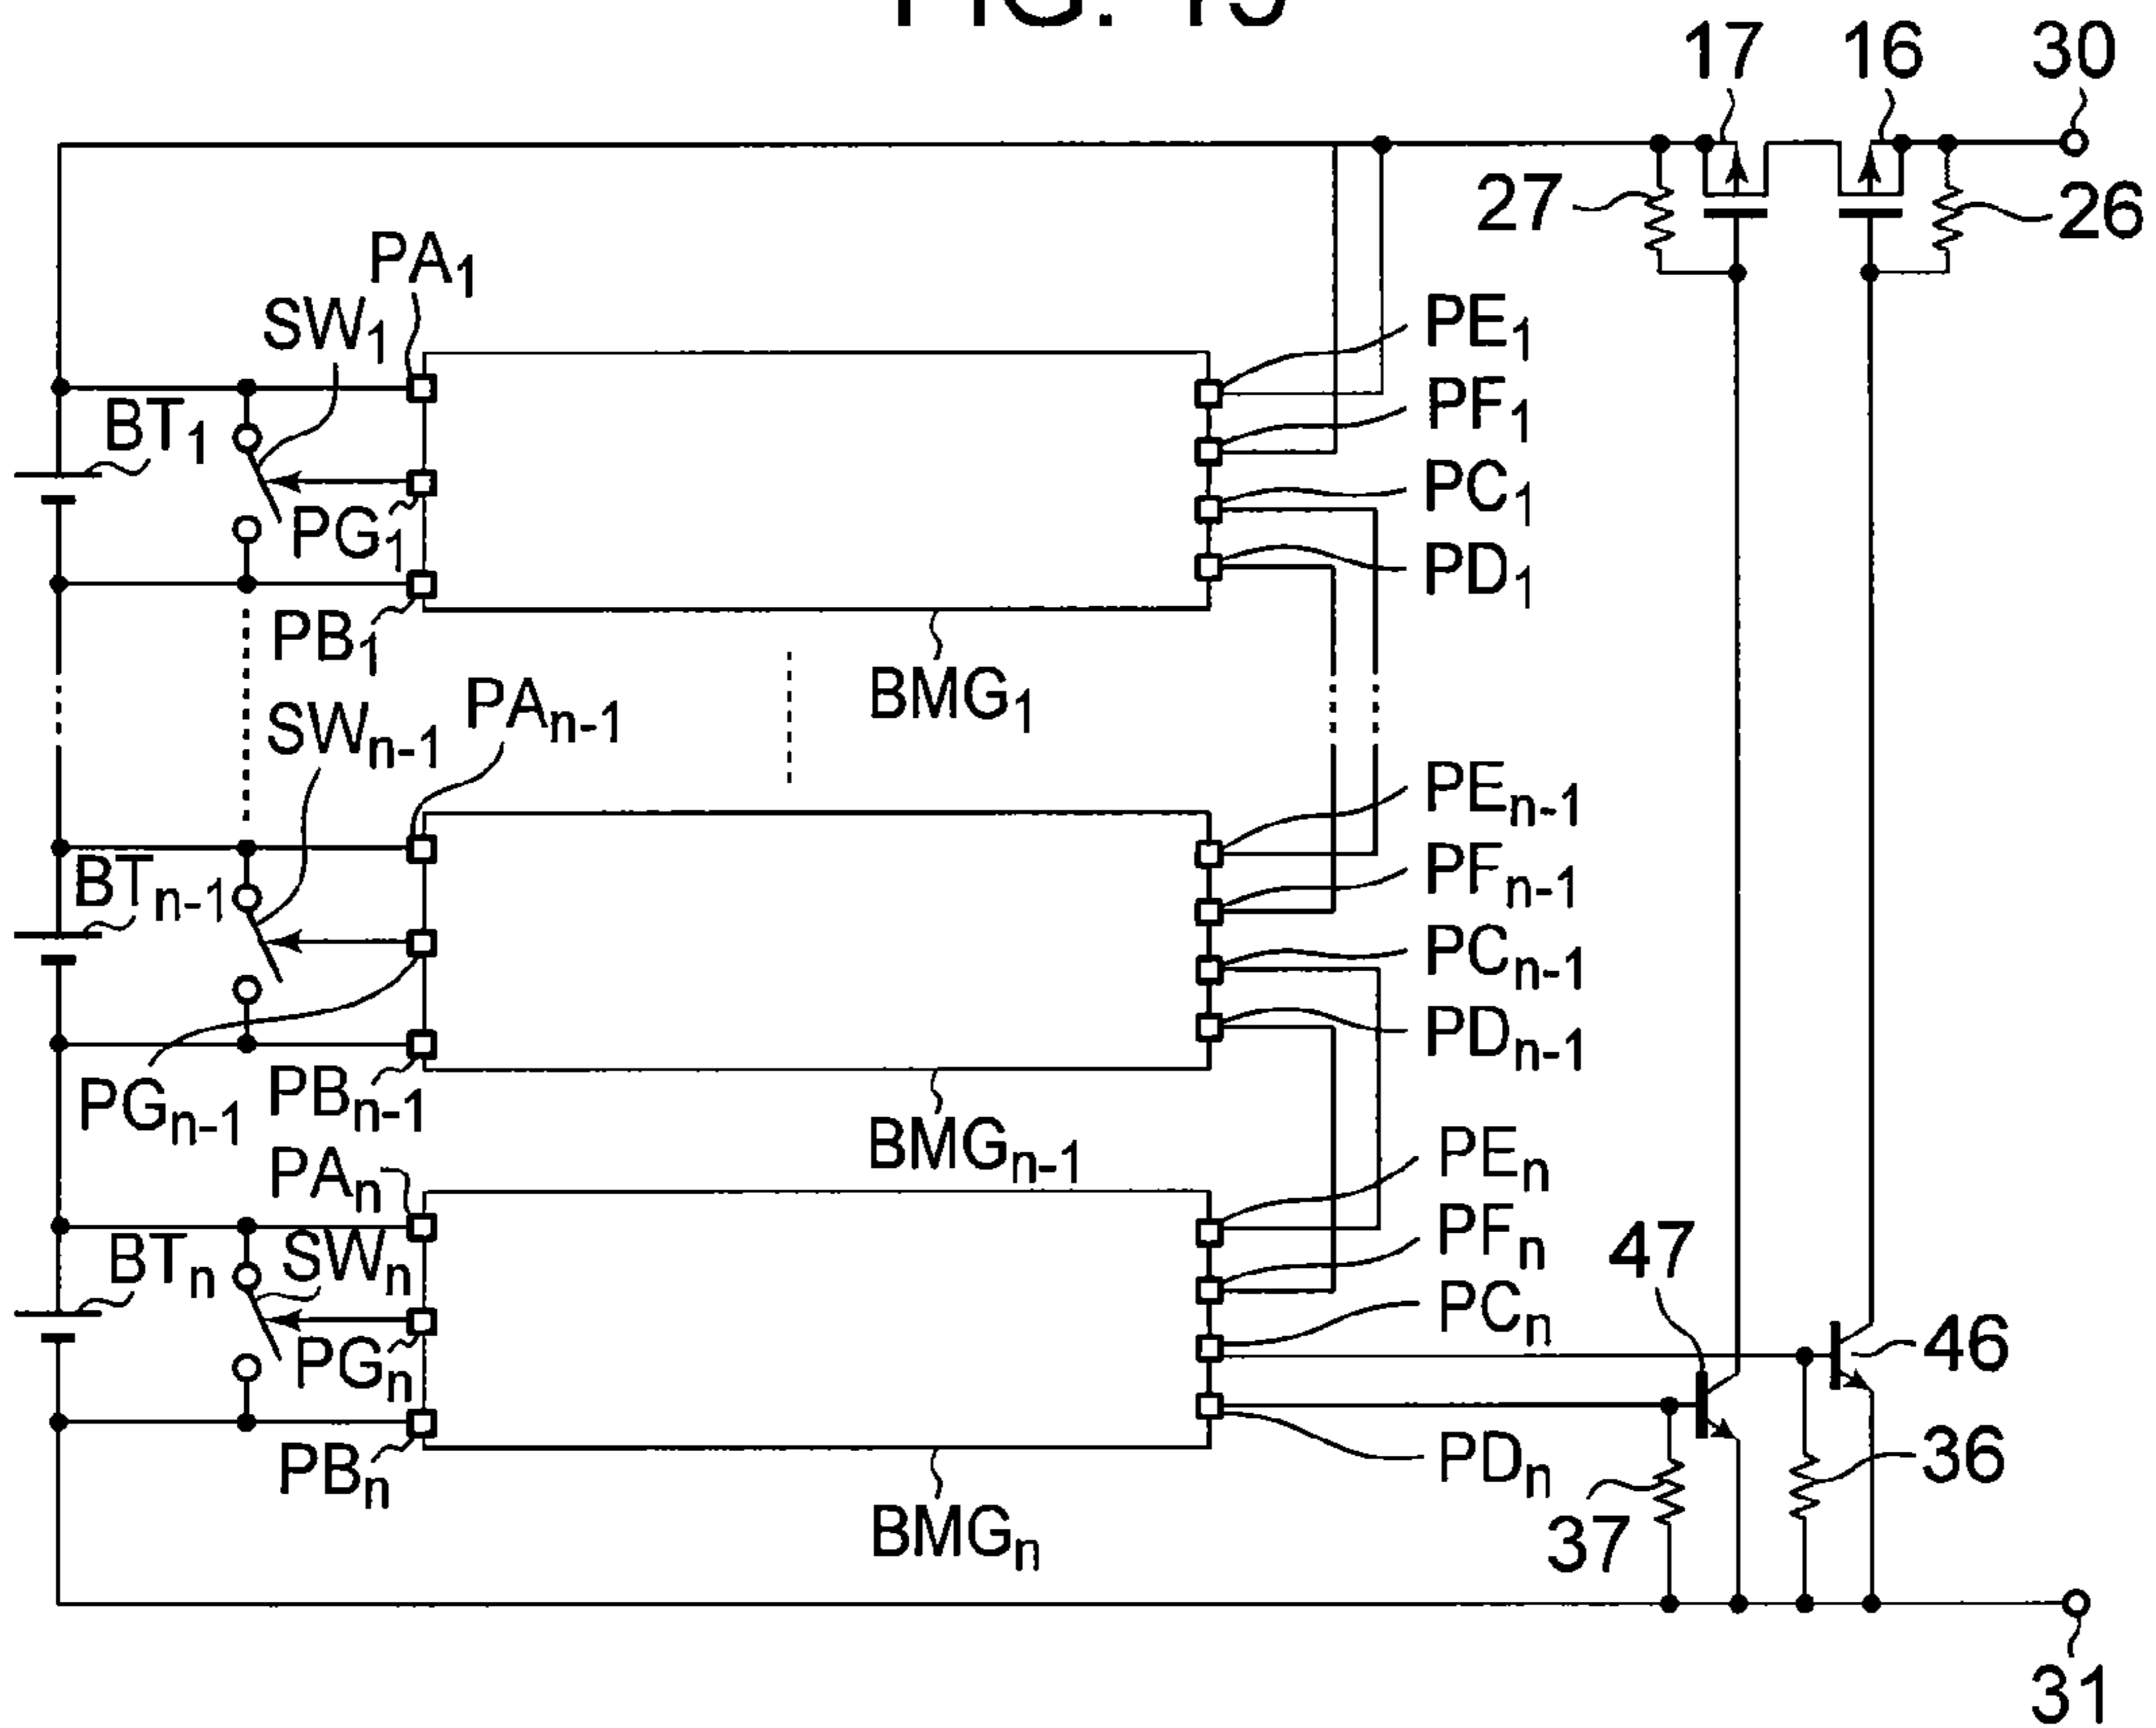 17 16 30
27
26
PA1
SW1
PE1
BT1
PF1
PC1
PG1
PD1
PB1
BMG1
PAn-1
SWn-1
PEn-1
BTn-1
PFn-1
PCn-1
PDn-1
PGn-1
PBn-1
BMGn-1
PEn
PAn
PFn
47
BTn
SWn
PCn
46
PGn
PDn
36
PBn
37
BMGn
31